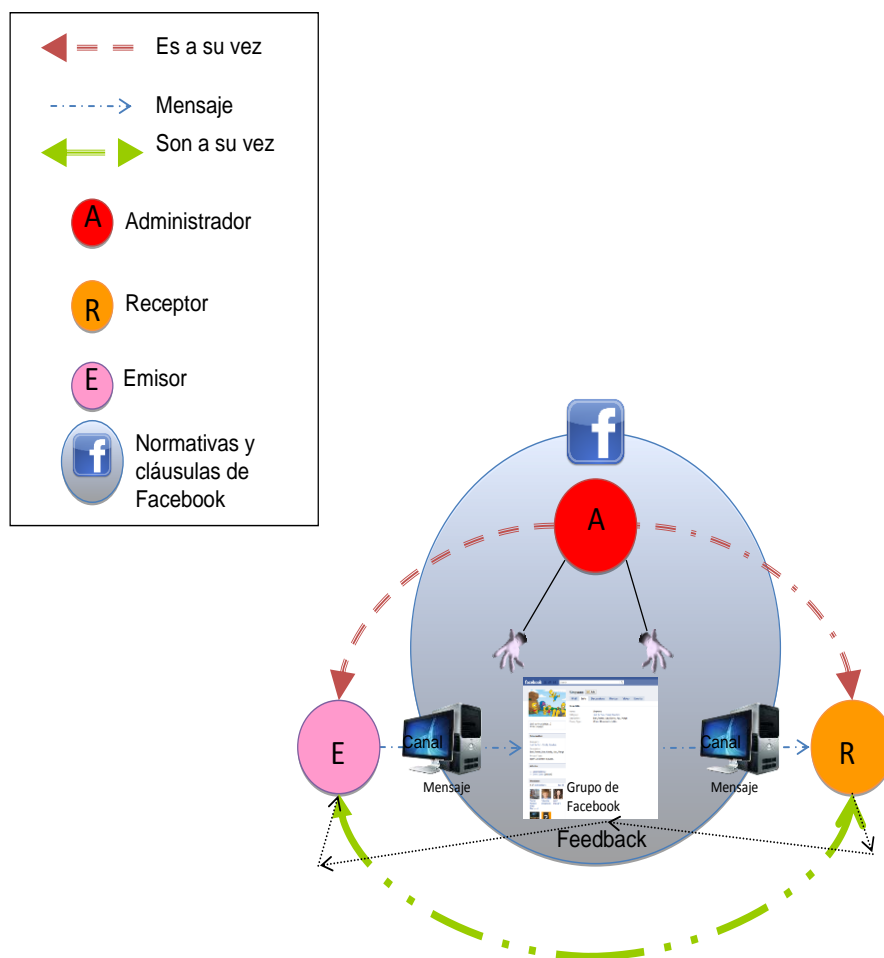 Es a su vez
Mensaje
Son a su vez
A
Administrador
R
Receptor
E
Emisor
f
Normativas y
cláusulas de
Facebook
f
A
E
Canal
Mensaje
facebook
Grupo de
Facebook
Canal
Mensaje
R
Feedback